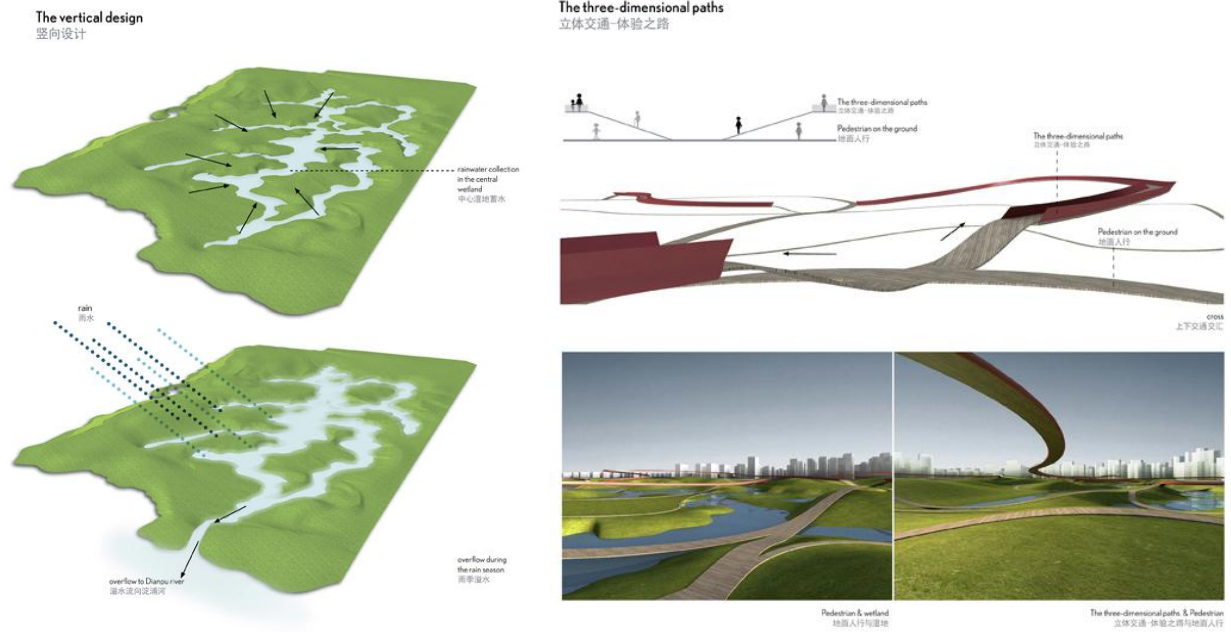 The vertical design
竖向设计
rainwater collection
in the central
wetland
中心湿地蓄水
rain
雨水
overflow to Dianpu river
溢水流向淀浦河
overflow during
the rain season
雨季溢水
The three-dimensional paths
立体交通-体验之路
The three-dimensional paths
立体交通-体验之路
Pedestrian on the ground
地面人行
The three-dimensional paths
立体交通-体验之路
Pedestrian on the ground
地面人行
cross
上下交通交汇
Pedestrian & wetland
地面人行与湿地
The three-dimensional paths & Pedestrian
立体交通-体验之路与地面人行